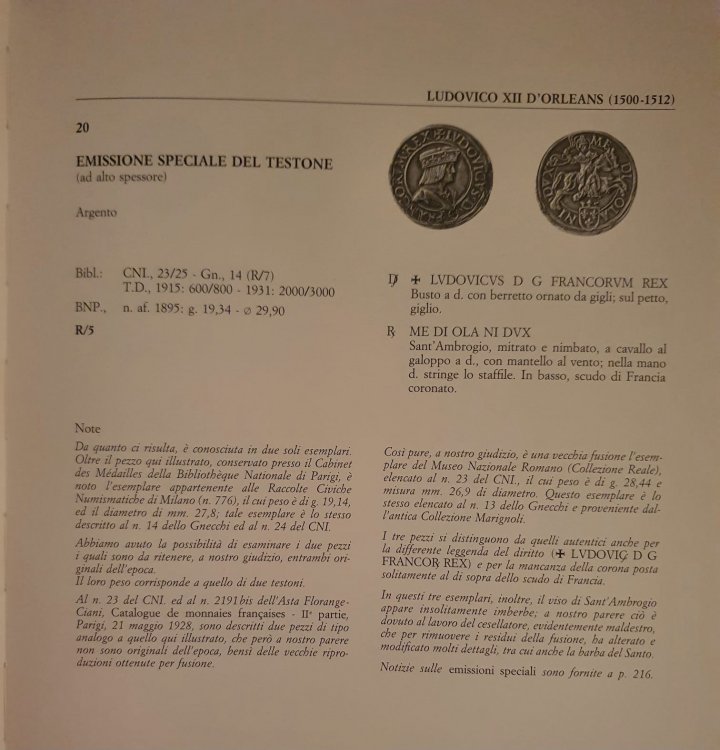 LUDOVICO XII D'ORLEANS (1500-1512)
20
EMISSIONE SPECIALE DEL TESTONE
(ad alto spessore)
Argento
Bibl.: CNI., 23/25 - Gn., 14 (R/7)
T.D., 1915: 600/800 - 1931: 2000/3000
BNP., n. af. 1895: g. 19,34 - ∅ 29,90
R/5
D ✠ LVDOVICVS D G FRANCORVM REX
Busto a d. con berretto ornato da gigli; sul petto,
giglio.
R ME DI OLA NI DVX
Sant'Ambrogio, mitrato e nimbato, a cavallo al
galoppo a d., con mantello al vento; nella mano
d. stringe lo staffile. In basso, scudo di Francia
coronato.
Note
Da quanto ci risulta, è conosciuta in due soli esemplari.
Oltre il pezzo qui illustrato, conservato presso il Cabinet
des Médailles della Bibliothèque Nationale di Parigi, è
noto l'esemplare appartenente alle Raccolte Civiche
Numismatiche di Milano (n. 776), il cui peso è di g. 19,14,
ed il diametro di mm. 27,8; tale esemplare è lo stesso
descritto al n. 14 dello Gnecchi ed al n. 24 del CNI.
Abbiamo avuto la possibilità di esaminare i due pezzi
i quali sono da ritenere, a nostro giudizio, entrambi ori-
ginali dell'epoca.
Il loro peso corrisponde a quello di due testoni.
Al n. 23 del CNI. ed al n. 2191 bis dell'Asta Florange-
Ciani, Catalogue de monnaies françaises - IIª partie,
Parigi, 21 maggio 1928, sono descritti due pezzi di tipo
analogo a quello qui illustrato, che però a nostro parere
non sono originali dell'epoca, bensì delle vecchie ripro-
duzioni ottenute per fusione.
Così pure, a nostro giudizio, è una vecchia fusione l'esem-
plare del Museo Nazionale Romano (Collezione Reale),
elencato al n. 23 del CNI., il cui peso è di g. 28,44 e
misura mm. 26,9 di diametro. Questo esemplare è lo
stesso elencato al n. 13 dello Gnecchi e proveniente dal-
l'antica Collezione Marignoli.
I tre pezzi si distinguono da quelli autentici anche per
la differente leggenda del diritto (✠ LVDOVIÇ D G
FRANCOR REX) e per la mancanza della corona posta
solitamente al di sopra dello scudo di Francia.
In questi tre esemplari, inoltre, il viso di Sant'Ambrogio
appare insolitamente imberbe; a nostro parere ciò è
dovuto al lavoro del cesellatore, evidentemente maldestro,
che per rimuovere i residui della fusione, ha alterato e
modificato molti dettagli, tra cui anche la barba del Santo.
Notizie sulle emissioni speciali sono fornite a p. 216.